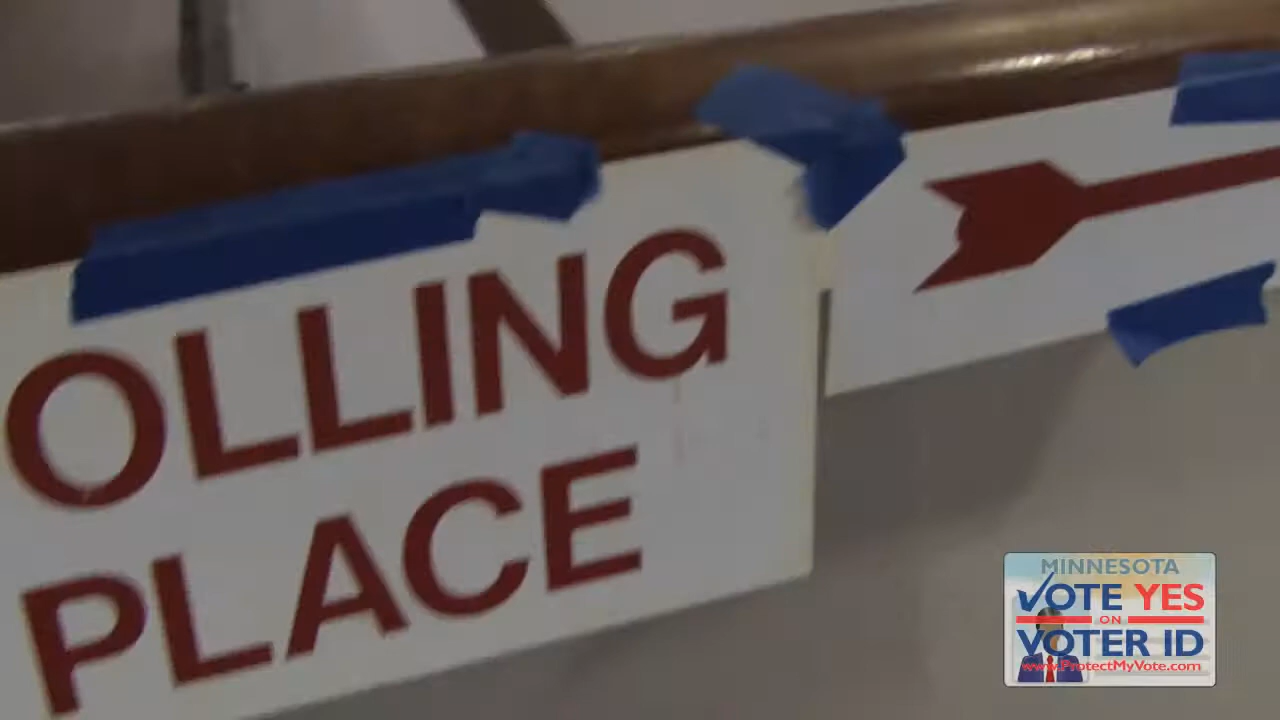 OLLING
PLACE
MINNESOTA
VOTE YES
ON
VOTER ID
www.ProtectMyVote.com